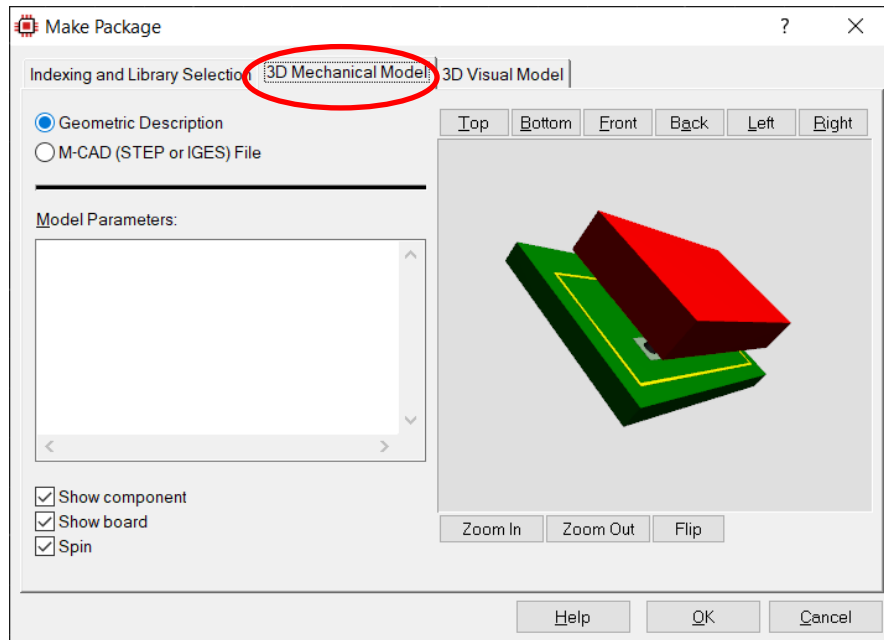 Make Package
?
Indexing and Library Selection 3D Mechanical Model 3D Visual Model
Geometric Description
M-CAD (STEP or IGES) File
Top Bottom Front Back Left Right
Model Parameters:
Show component
Show board
Spin
Zoom In Zoom Out Flip
Help OK Cancel